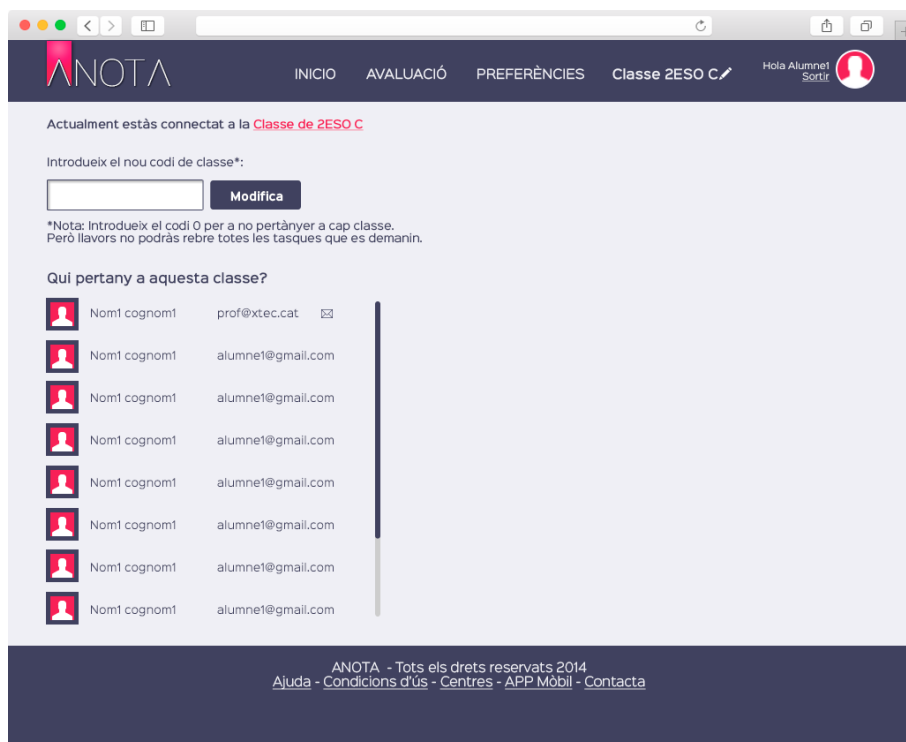 ANOTA
INICIO AVALUACIÓ PREFERÈNCIES Classe 2ESO C Hola Alumne1
Sortir
Actualment estàs connectat a la Classe de 2ESO C
Introdueix el nou codi de classe*:
Modifica
*Nota: Introdueix el codi 0 per a no pertànyer a cap classe.
Però llavors no podràs rebre totes les tasques que es demanin.
Qui pertany a aquesta classe?
Nom1 cognom1 prof@xtec.cat
Nom1 cognom1 alumne1@gmail.com
Nom1 cognom1 alumne1@gmail.com
Nom1 cognom1 alumne1@gmail.com
Nom1 cognom1 alumne1@gmail.com
Nom1 cognom1 alumne1@gmail.com
Nom1 cognom1 alumne1@gmail.com
Nom1 cognom1 alumne1@gmail.com
ANOTA - Tots els drets reservats 2014
Ajuda - Condicions d'ús - Centres - APP Mòbil - Contacta